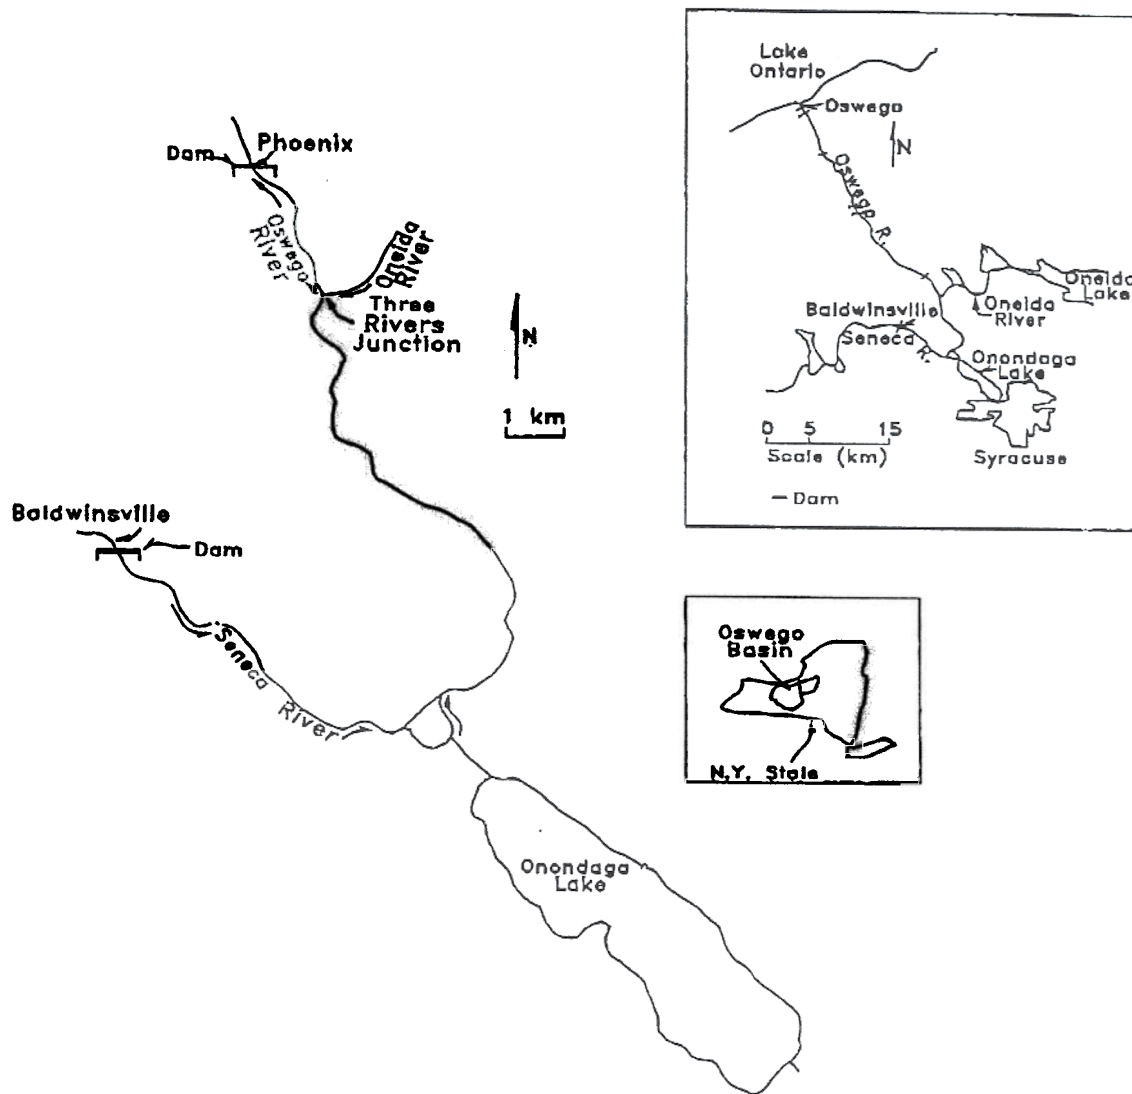 Phoenix
Dam
Oswego
River
Oneida
River
Three
Rivers
Junction
N
1 km
Baldwinsville
Dam
Seneca
River
Onondaga
Lake
Lake
Ontario
Oswego
N
Oswego R.
Oneida
Lake
Oneida
River
Baldwinsville
Seneca R.
Onondaga
Lake
0 5 15
Scale (km)
Syracuse
Dam
Oswego
Basin
N.Y. State